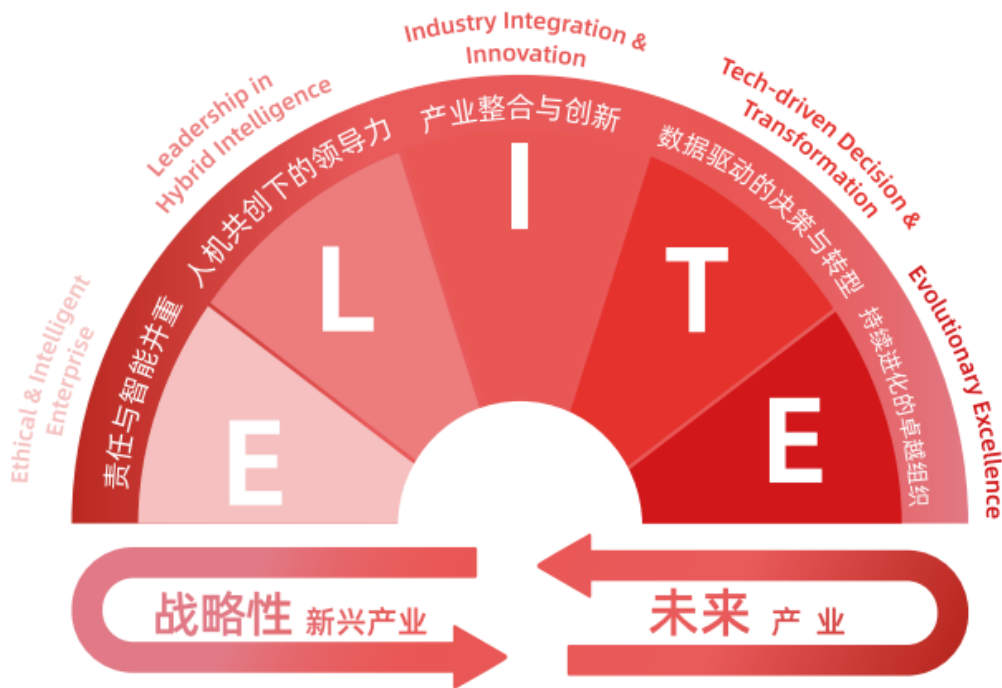 Ethical & Intelligent
Enterprise
责任与智能并重
E
Leadership in
Hybrid Intelligence
人机共创下的领导力
L
Industry Integration &
Innovation
产业整合与创新
I
Tech-driven Decision &
Transformation
数据驱动的决策与转型
T
Evolutionary Excellence
持续进化的卓越组织
E
战略性 新兴产业
未来 产 业